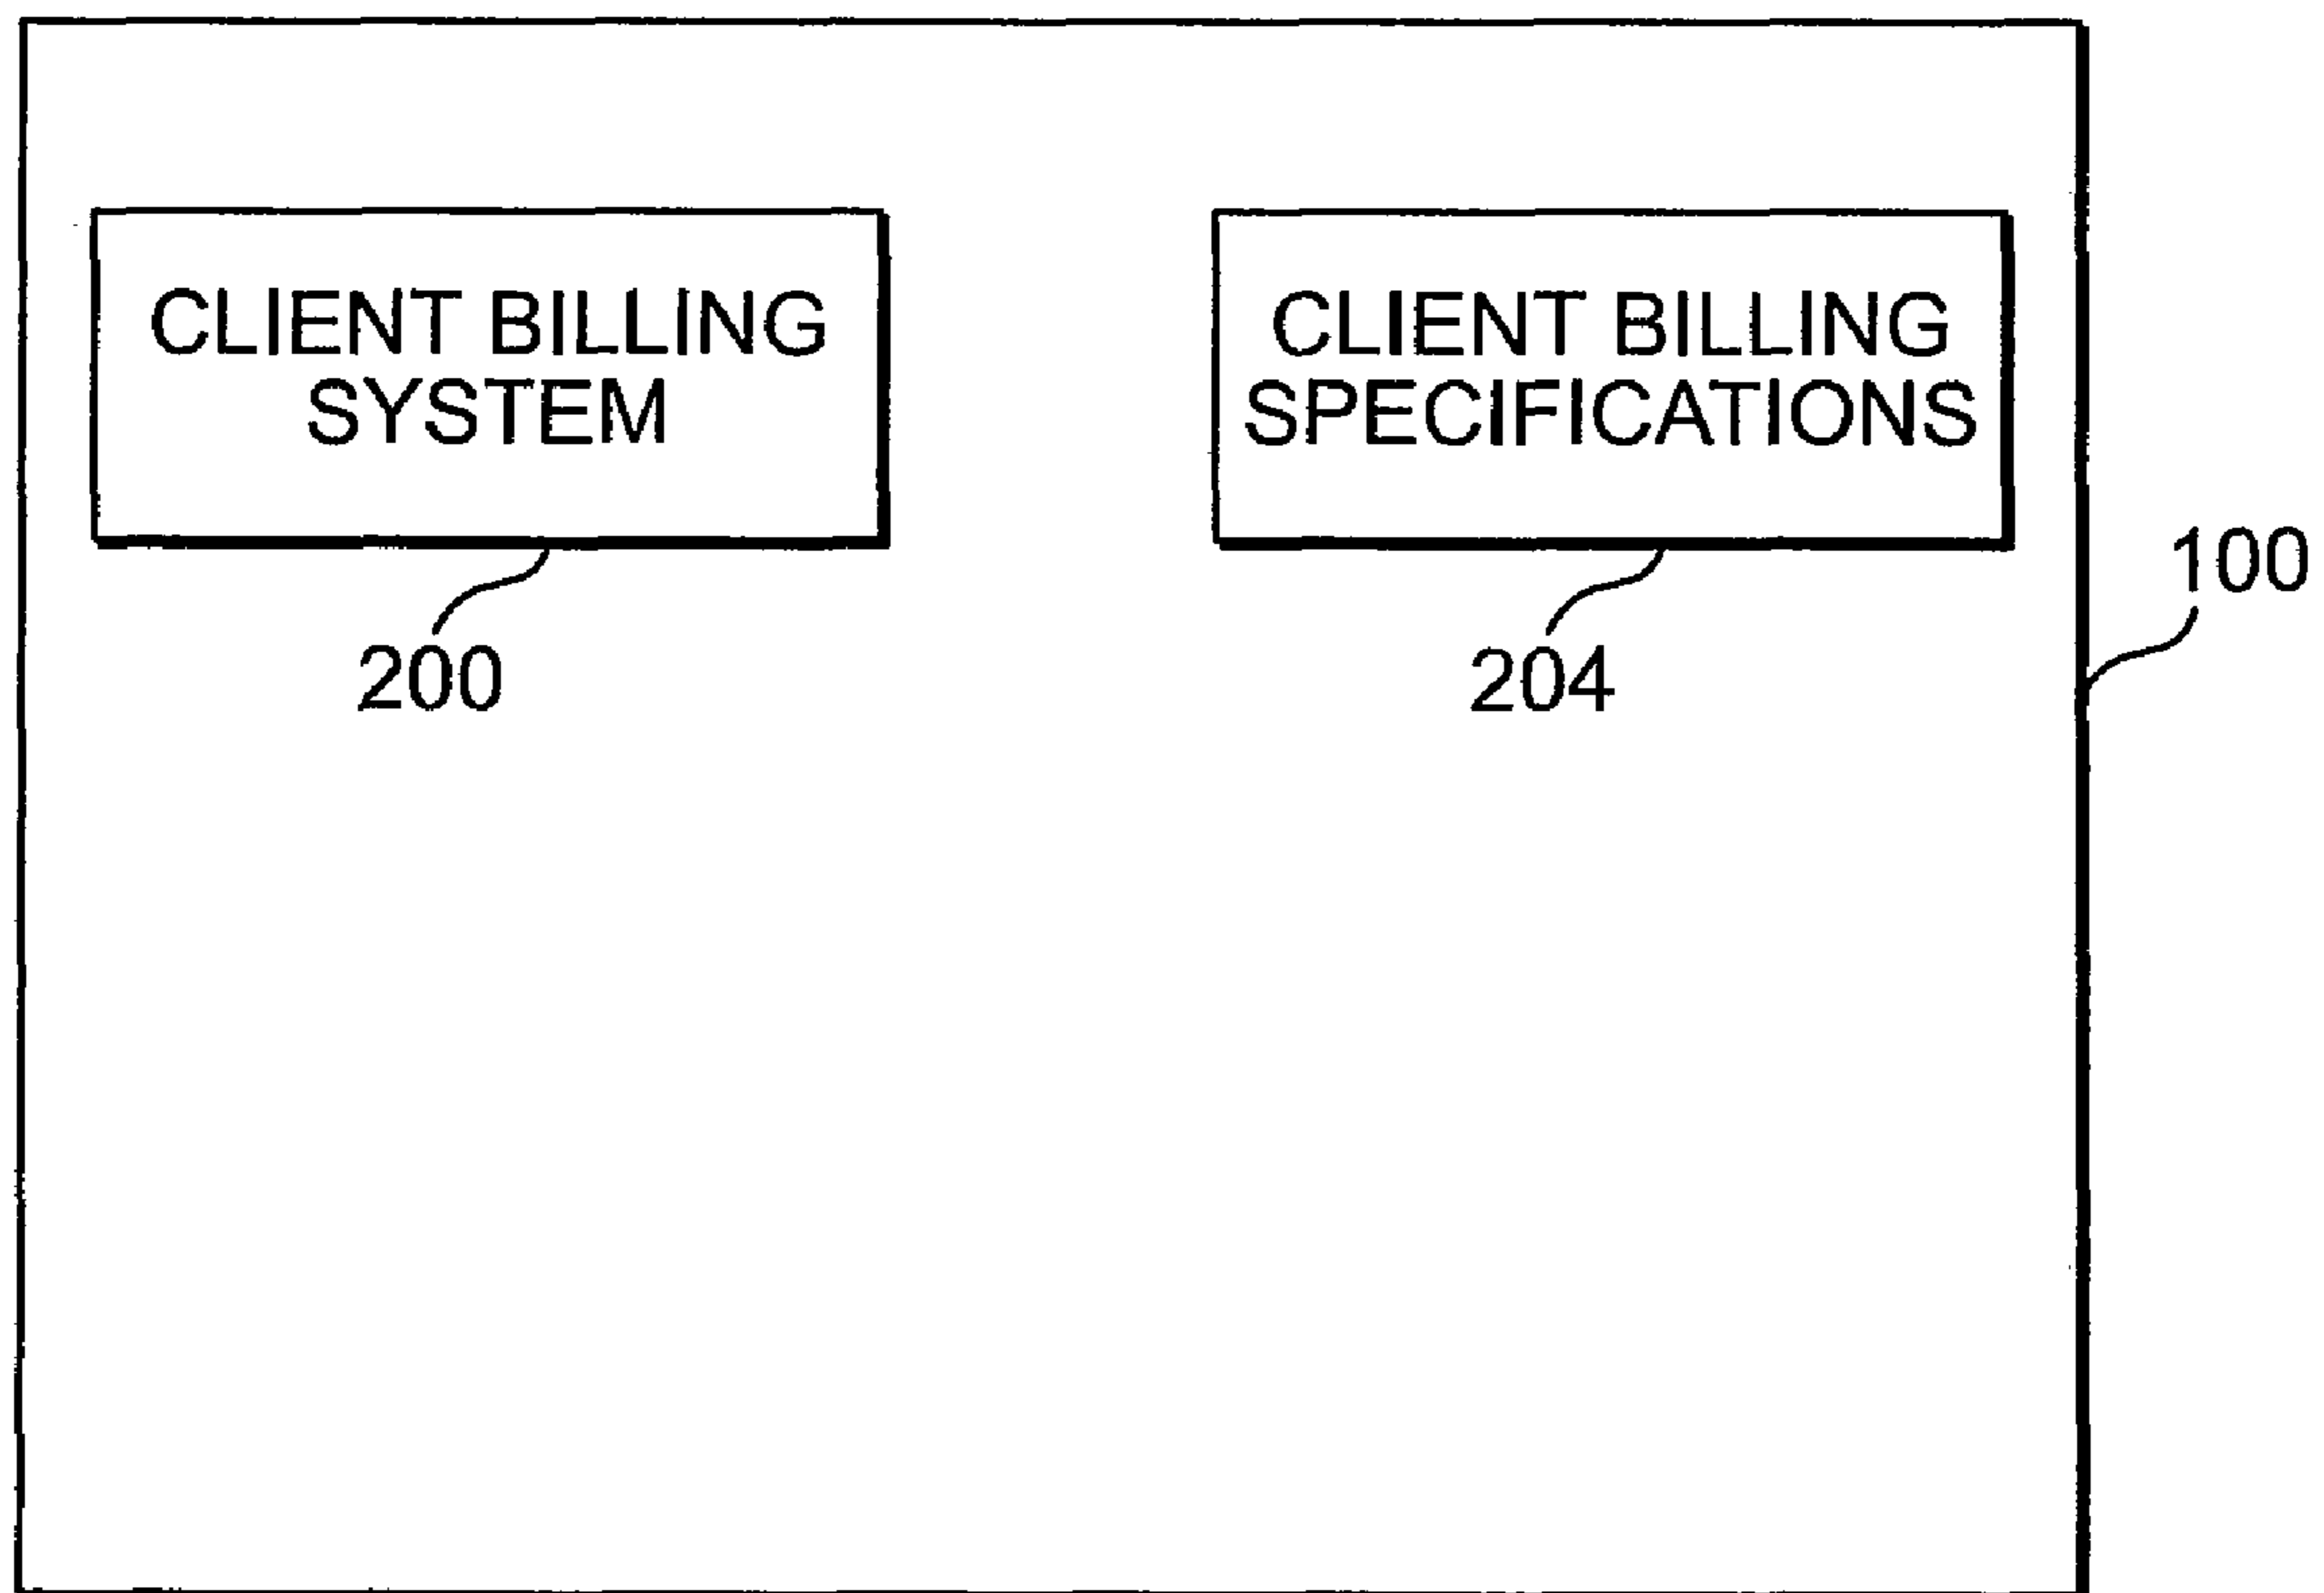 CLIENT BILLING
SYSTEM
CLIENT BILLING
SPECIFICATIONS
100
200
204